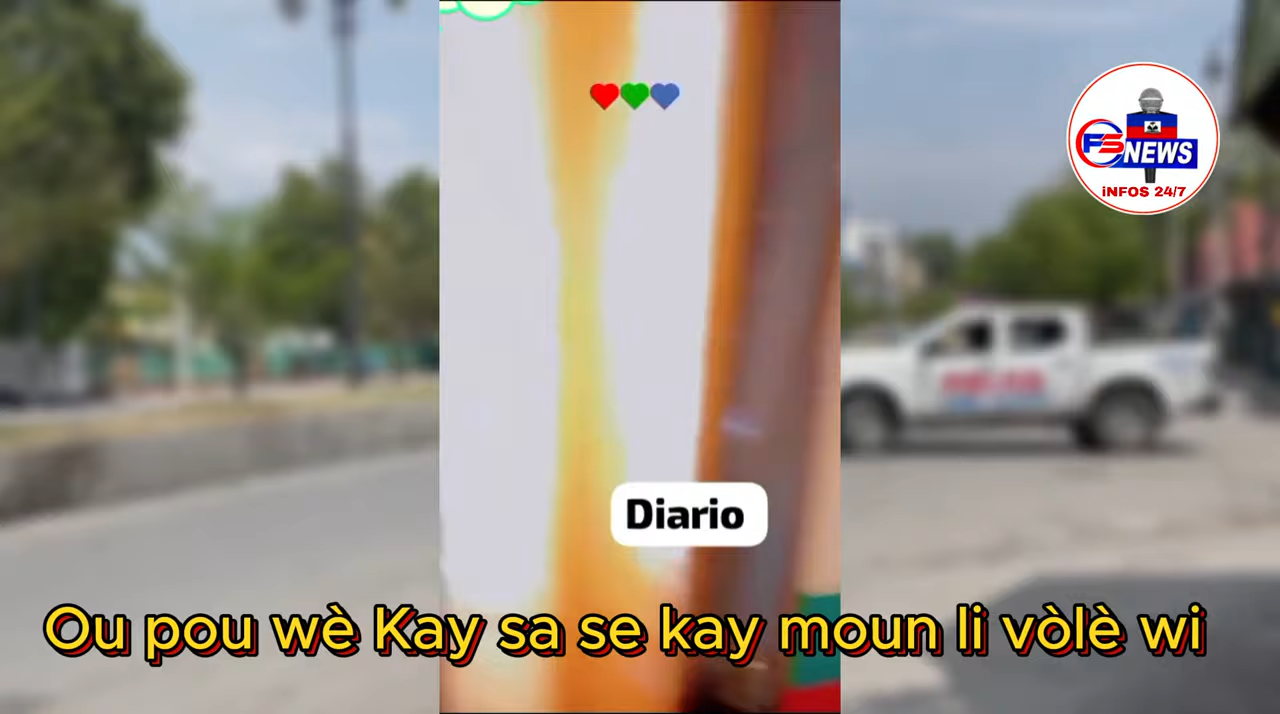 FS
NEWS
iNFOS 24/7
Diario
Ou pou wè Kay sa se kay moun li vòlè wi